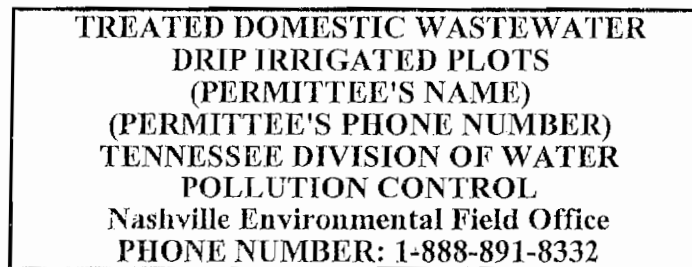 TREATED DOMESTIC WASTEWATER
DRIP IRRIGATED PLOTS
(PERMITTEE'S NAME)
(PERMITTEE'S PHONE NUMBER)
TENNESSEE DIVISION OF WATER
POLLUTION CONTROL
Nashville Environmental Field Office
PHONE NUMBER: 1-888-891-8332